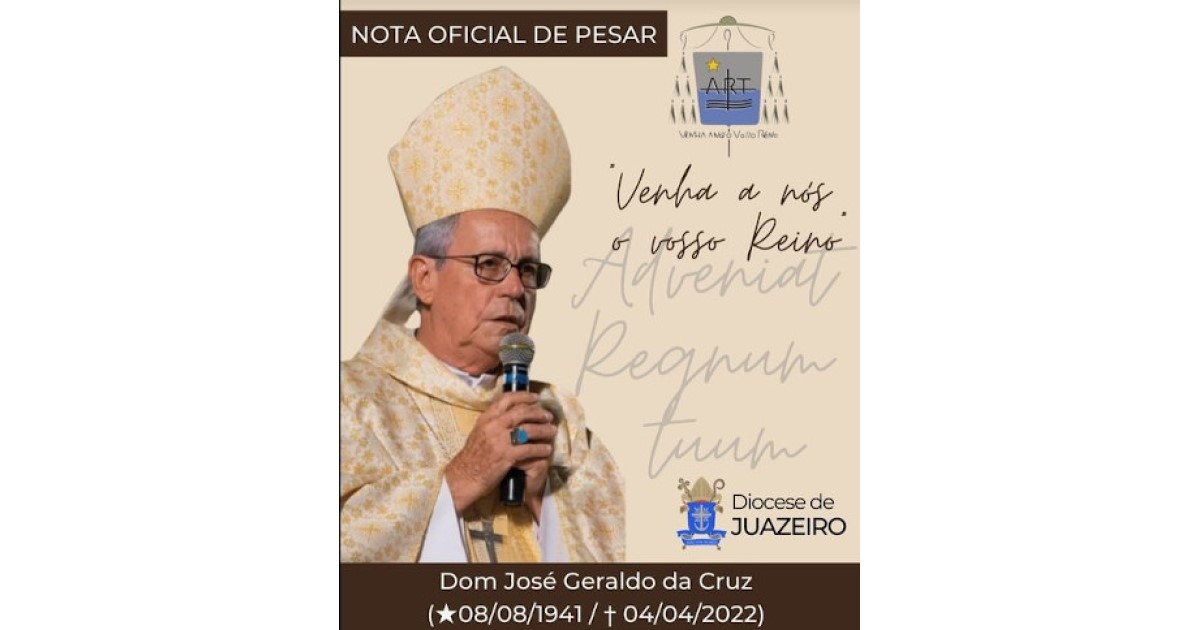 NOTA OFICIAL DE PESAR
ART
"Venha a nós
o vosso Reino"
Adveniat
Regnum
tuum
Diocese de
JUAZEIRO
Dom José Geraldo da Cruz
(★08/08/1941 / † 04/04/2022)